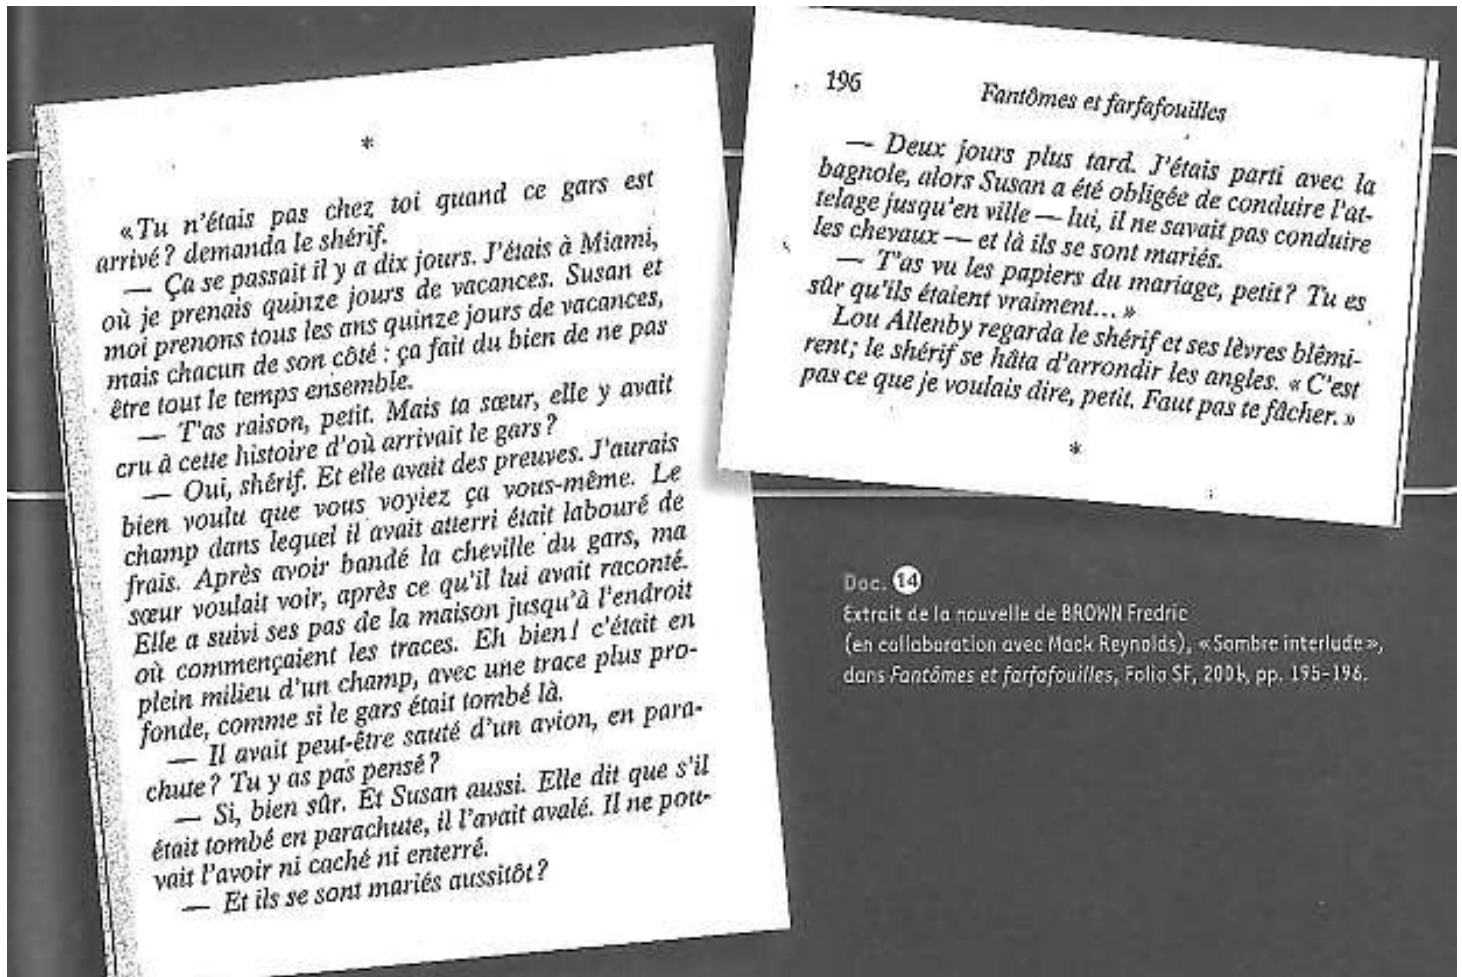 *
«Tu n'étais pas chez toi quand ce gars est
arrivé? demanda le shérif.
— Ça se passait il y a dix jours. J'étais à Miami,
où je prenais quinze jours de vacances. Susan et
moi prenons tous les ans quinze jours de vacances,
mais chacun de son côté : ça fait du bien de ne pas
être tout le temps ensemble.
— T'as raison, petit. Mais ta sœur, elle y avait
cru à cette histoire d'où arrivait le gars?
— Oui, shérif. Et elle avait des preuves. J'aurais
bien voulu que vous voyiez ça vous-même. Le
champ dans lequel il avait atterri était labouré de
frais. Après avoir bandé la cheville du gars, ma
sœur voulait voir, après ce qu'il lui avait raconté.
Elle a suivi ses pas de la maison jusqu'à l'endroit
où commençaient les traces. Eh bien! c'était en
plein milieu d'un champ, avec une trace plus pro-
fonde, comme si le gars était tombé là.
— Il avait peut-être sauté d'un avion, en para-
chute? Tu y as pas pensé?
— Si, bien sûr. Et Susan aussi. Elle dit que s'il
était tombé en parachute, il l'avait avalé. Il ne pou-
vait l'avoir ni caché ni enterré.
— Et ils se sont mariés aussitôt?
196 Fantômes et farfafouilles
— Deux jours plus tard. J'étais parti avec la
bagnole, alors Susan a été obligée de conduire l'at-
telage jusqu'en ville — lui, il ne savait pas conduire
les chevaux — et là ils se sont mariés.
— T'as vu les papiers du mariage, petit? Tu es
sûr qu'ils étaient vraiment... »
Lou Allenby regarda le shérif et ses lèvres blêmi-
rent; le shérif se hâta d'arrondir les angles. « C'est
pas ce que je voulais dire, petit. Faut pas te fâcher. »
*
Doc. 14
Extrait de la nouvelle de BROWN Fredric
(en collaboration avec Mack Reynolds), «Sombre interlude»,
dans Fantômes et farfafouilles, Folio SF, 2001, pp. 195-196.